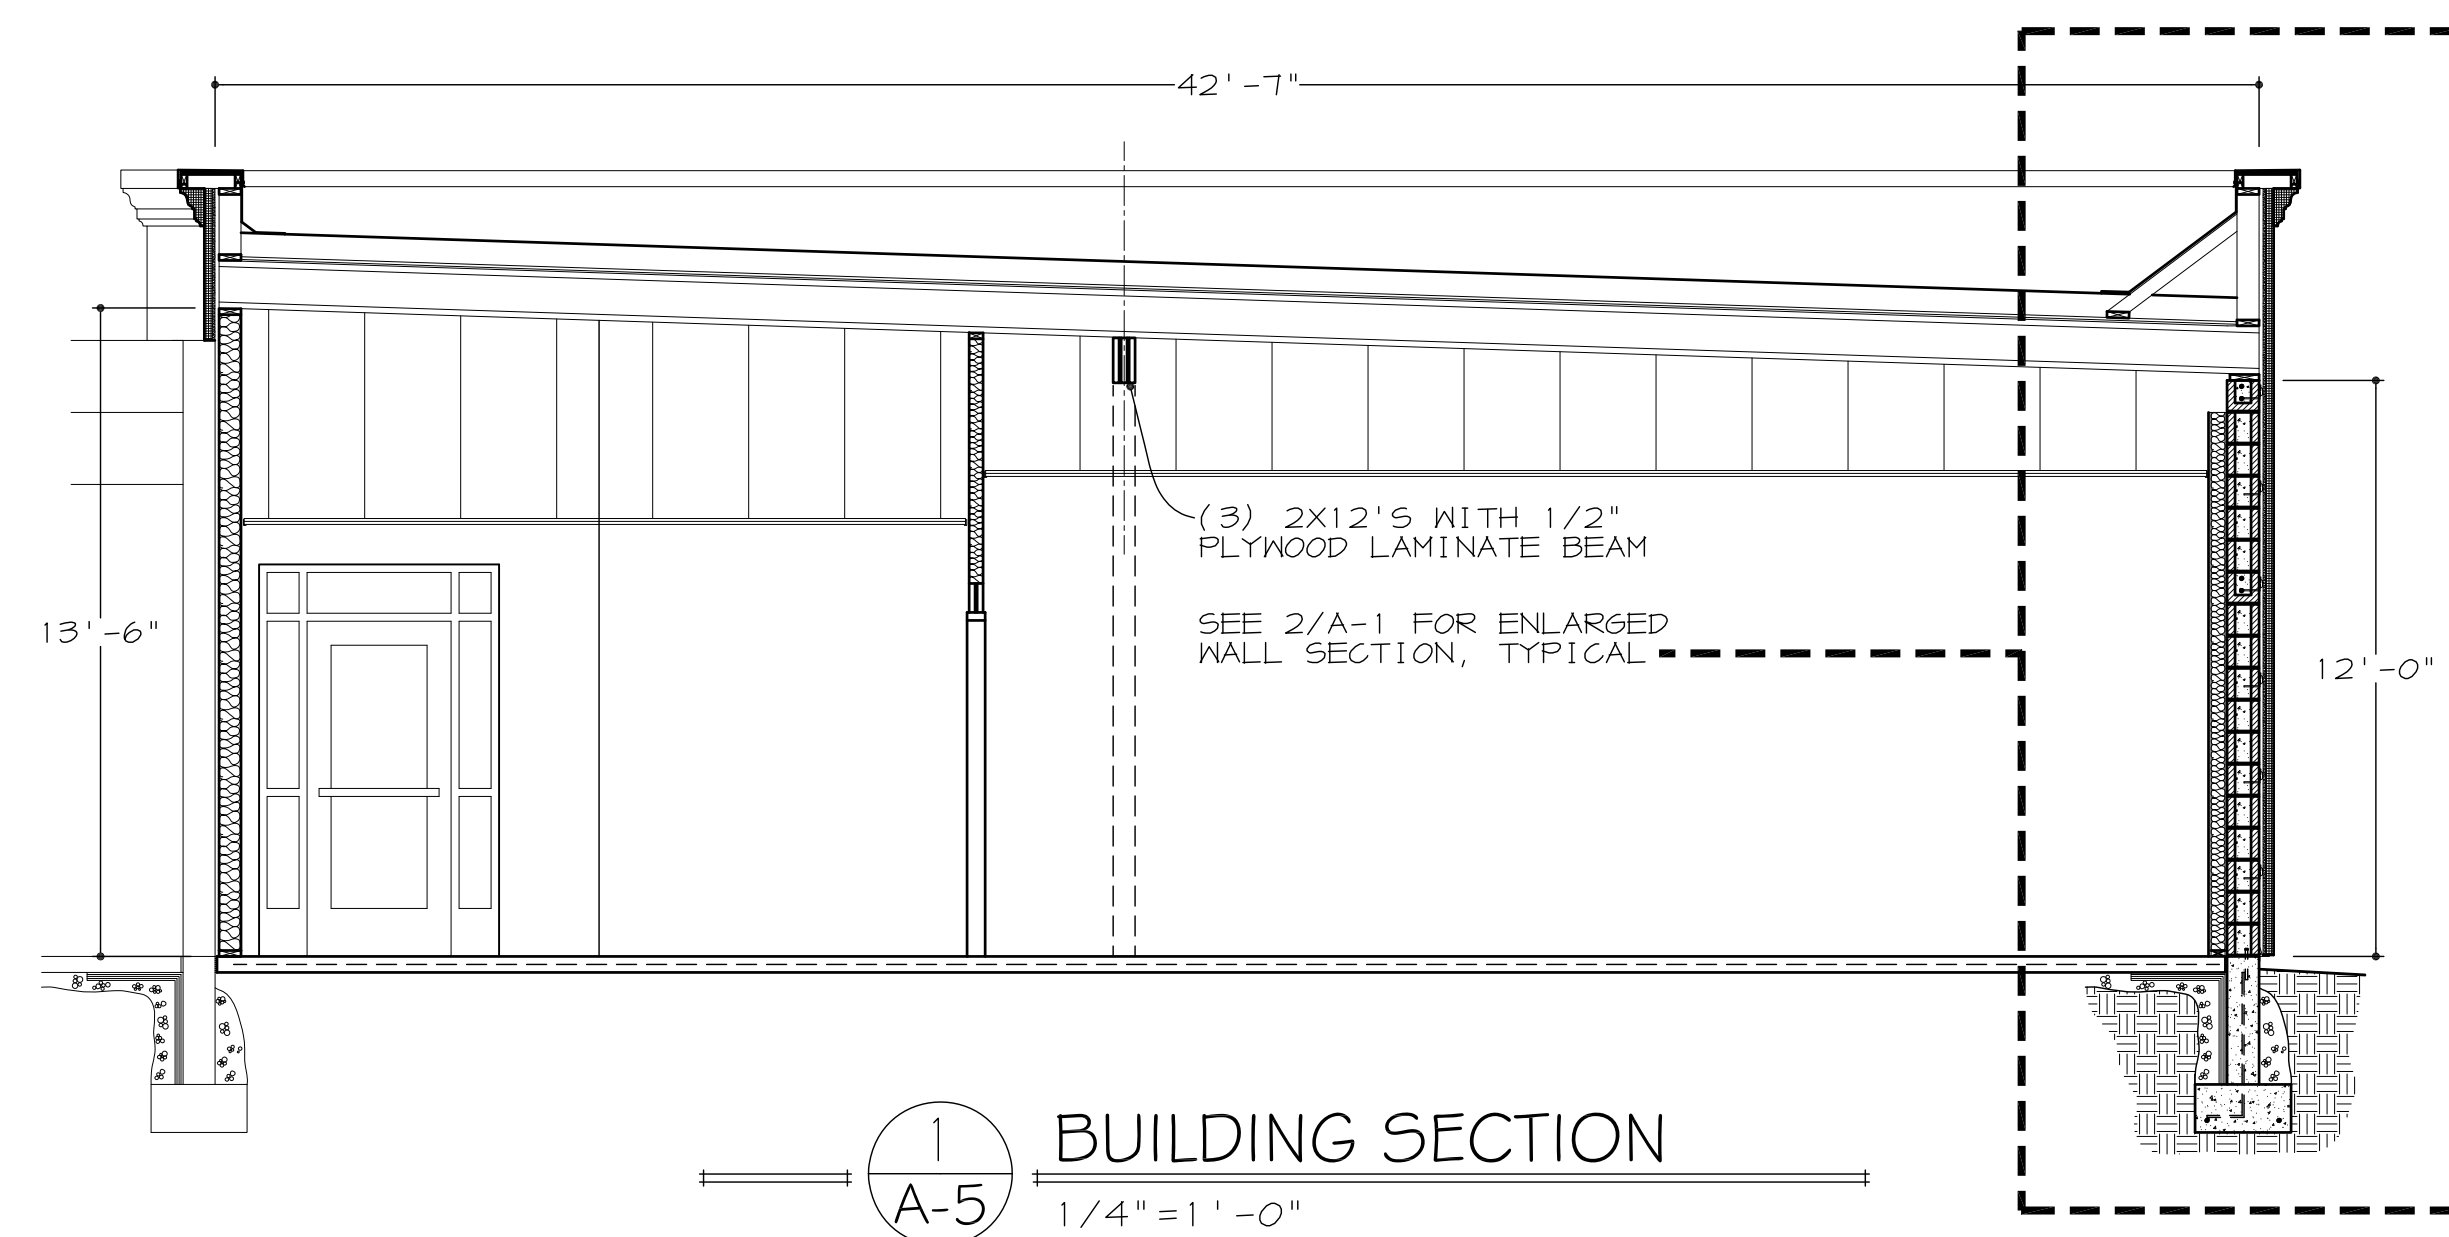 42'-7"
(3) 2X12'S WITH 1/2"
PLYWOOD LAMINATE BEAM
13'-6"
SEE 2/A-1 FOR ENLARGED
WALL SECTION, TYPICAL
12'-0"
1
A-5
BUILDING SECTION
1/4"=1'-0"